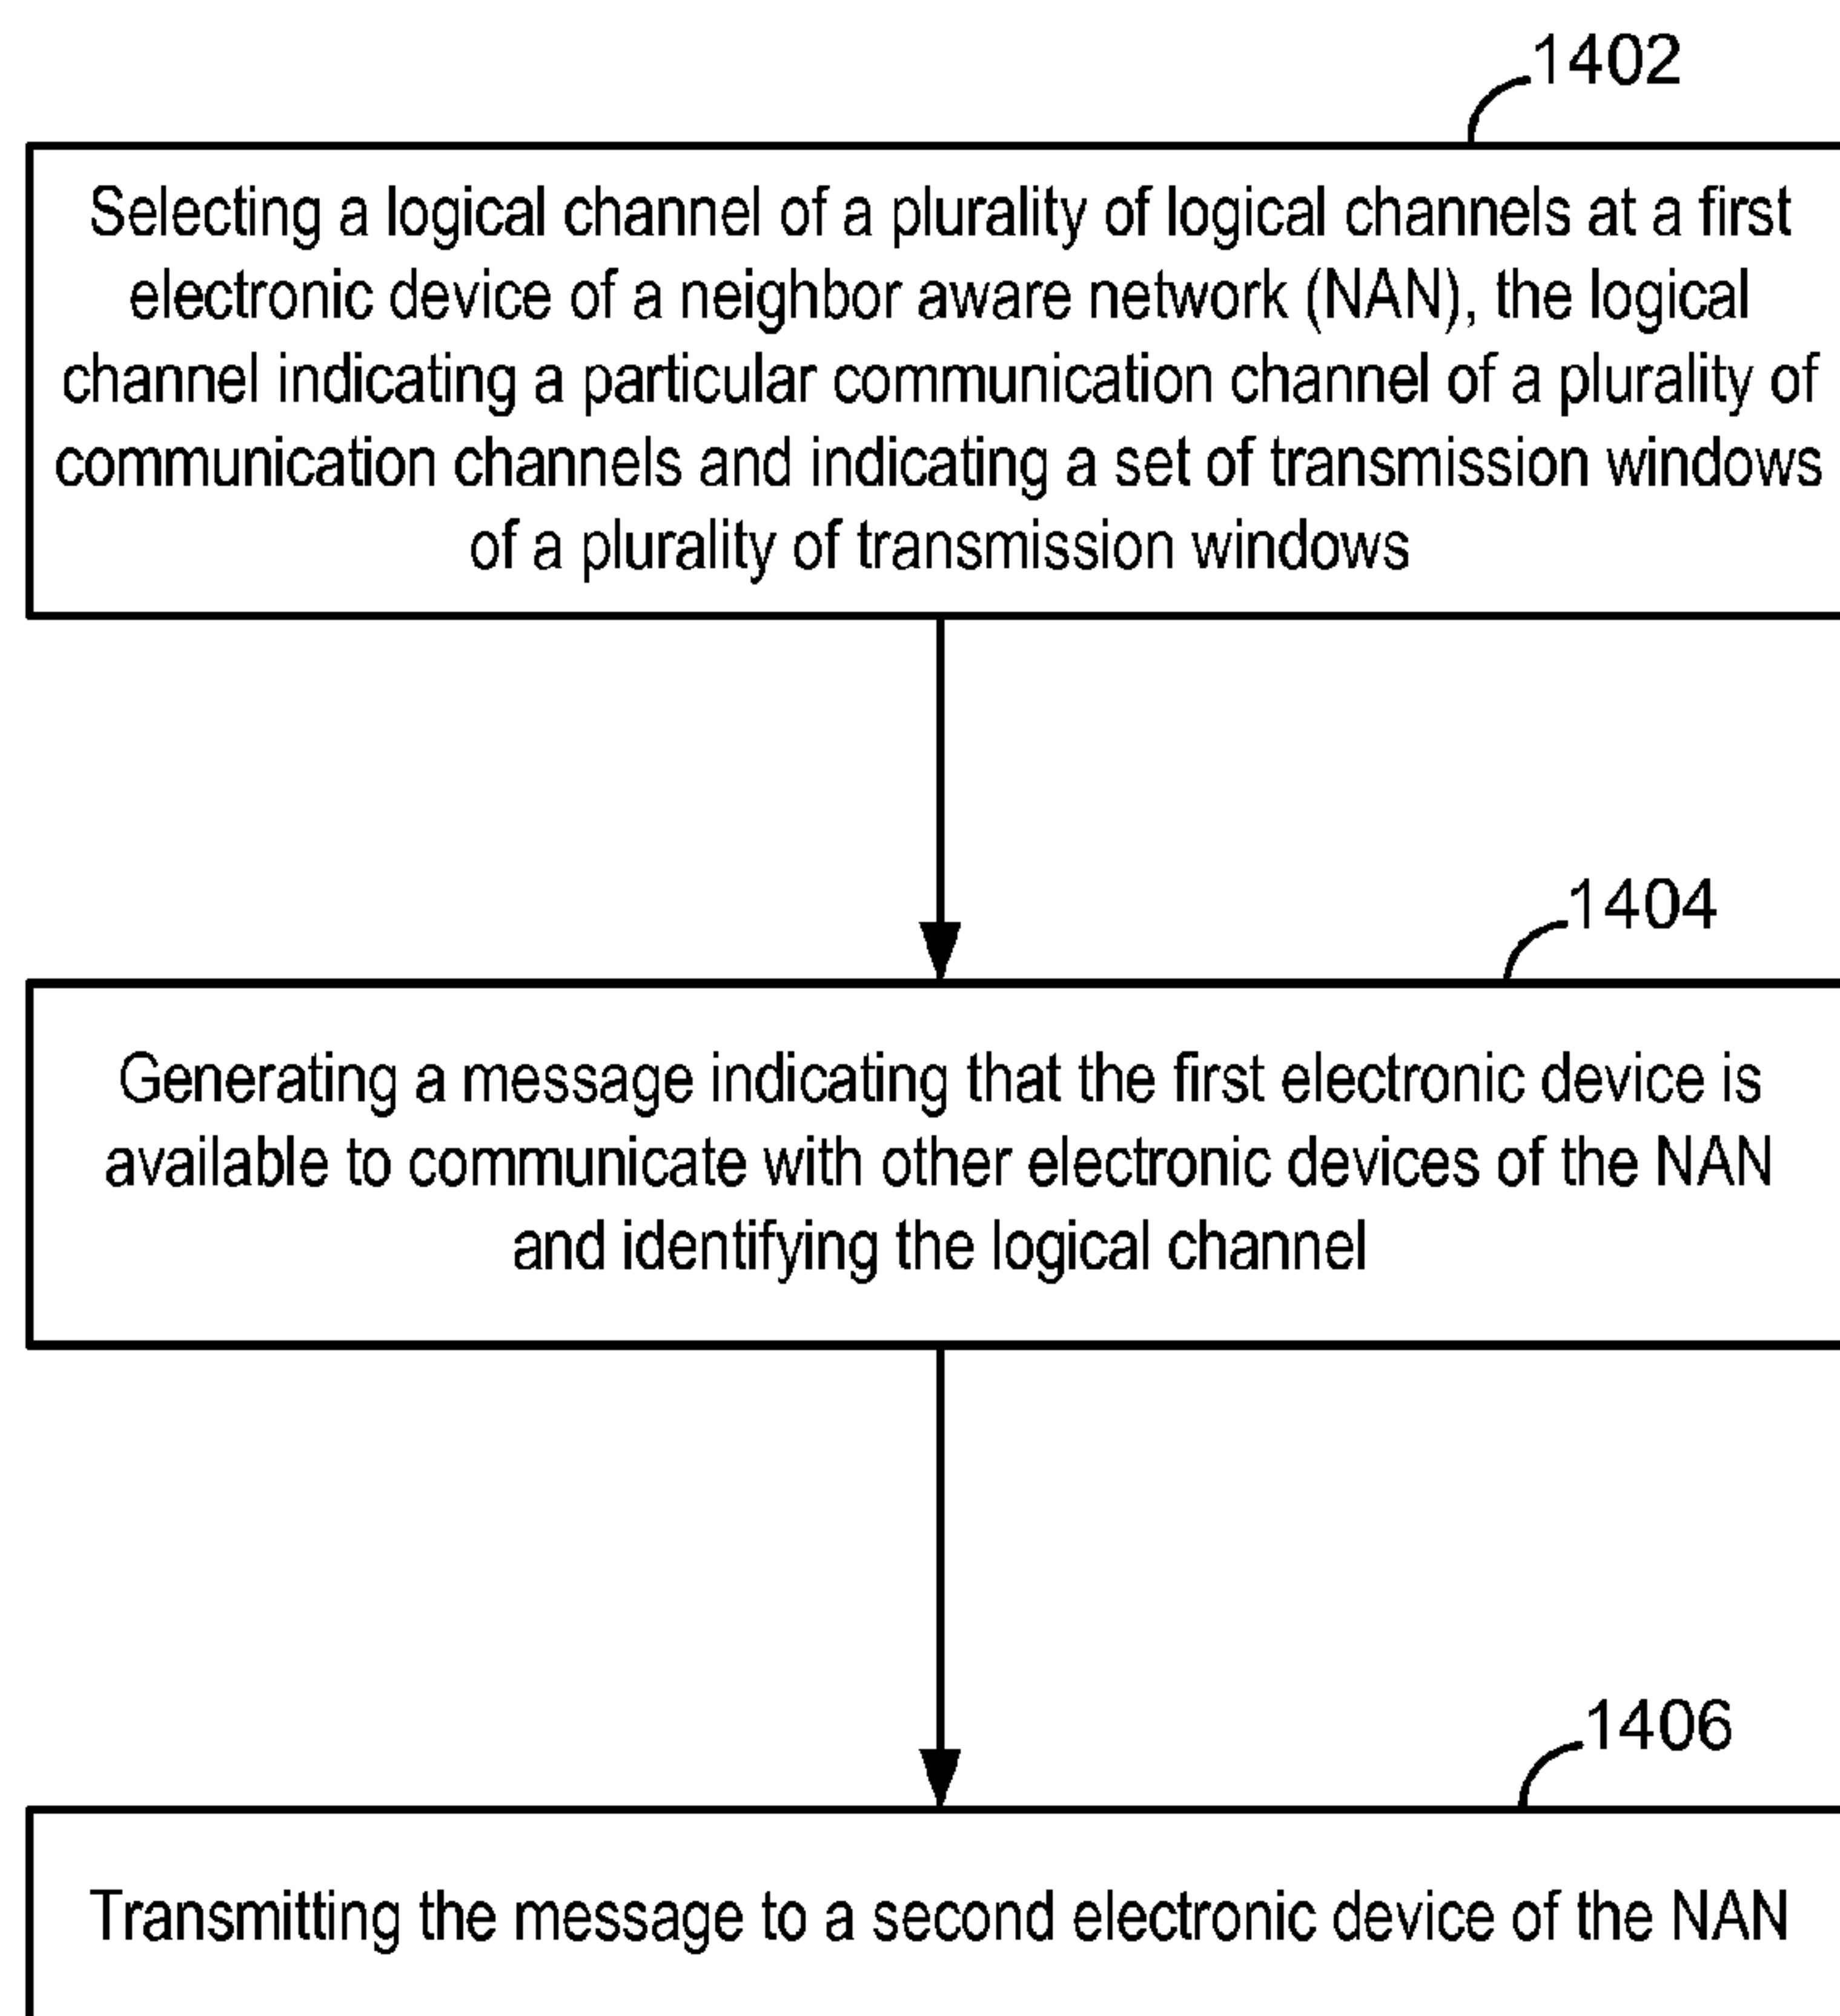 1402
Selecting a logical channel of a plurality of logical channels at a first
electronic device of a neighbor aware network (NAN), the logical
channel indicating a particular communication channel of a plurality of
communication channels and indicating a set of transmission windows
of a plurality of transmission windows
1404
Generating a message indicating that the first electronic device is
available to communicate with other electronic devices of the NAN
and identifying the logical channel
1406
Transmitting the message to a second electronic device of the NAN